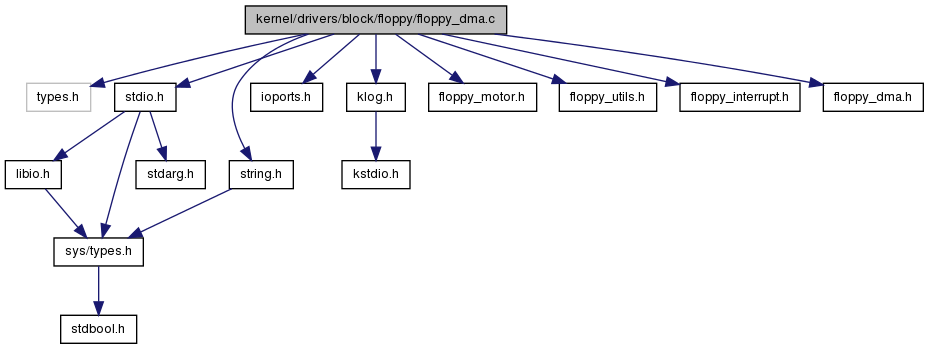 kernel/drivers/block/floppy/floppy_dma.c
types.h
stdio.h
ioports.h
klog.h
floppy_motor.h
floppy_utils.h
floppy_interrupt.h
floppy_dma.h
libio.h
stdarg.h
string.h
kstdio.h
sys/types.h
stdbool.h